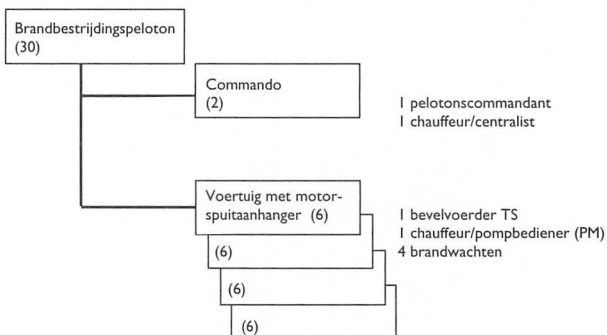 Brandbestrijdingspeloton
(30)
Commando
(2)
1 pelotonscommandant
1 chauffeur/centralist
Voertuig met motor-
spuitaanhanger (6)
1 bevelvoerder TS
1 chauffeur/pompbediener (PM)
4 brandwachten
(6)
(6)
(6)